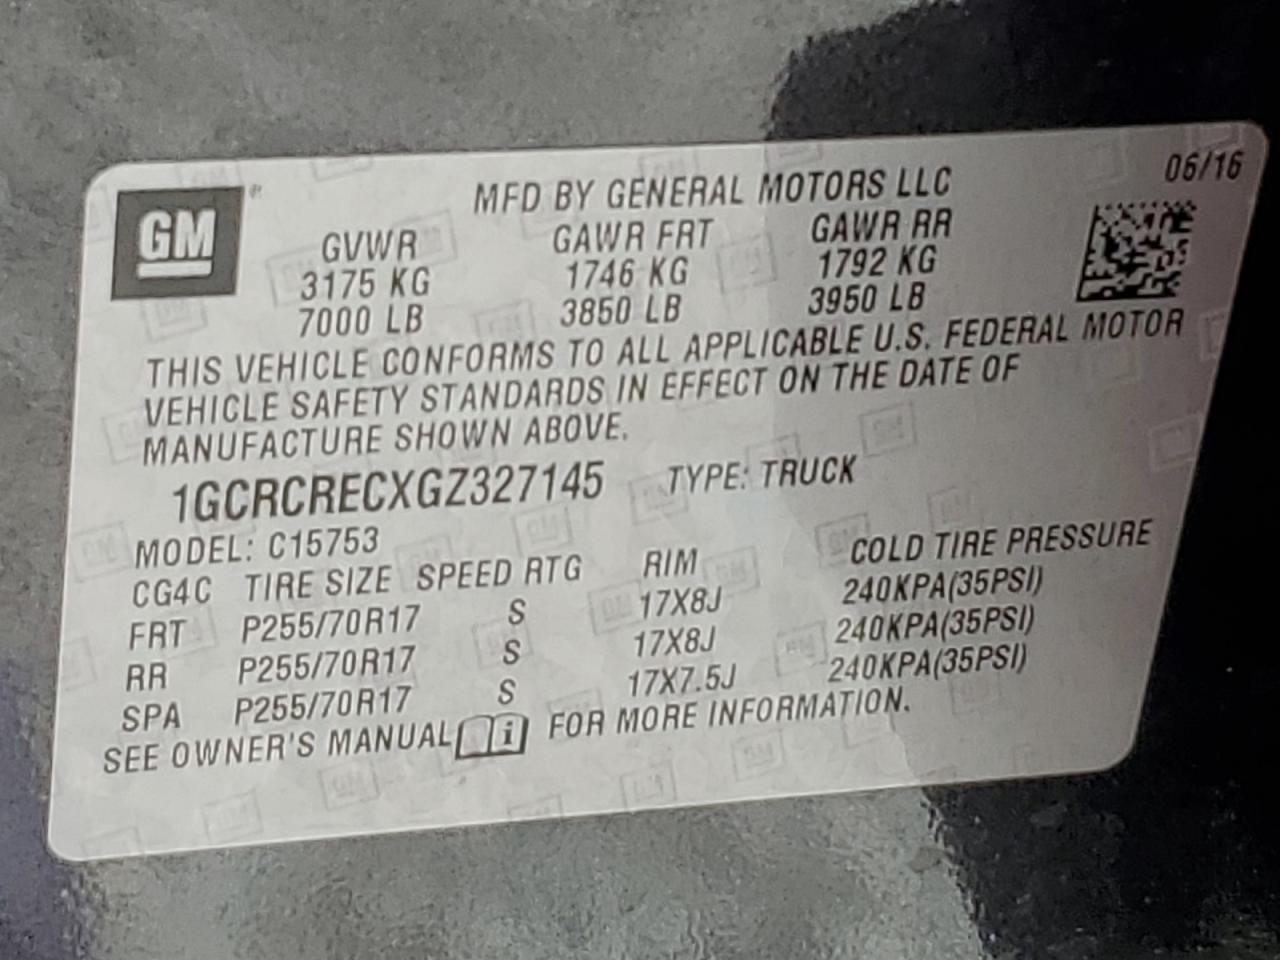 06/16
GM
MFD BY GENERAL MOTORS LLC
GVWR GAWR FRT GAWR RR
3175 KG 1746 KG 1792 KG
7000 LB 3850 LB 3950 LB
THIS VEHICLE CONFORMS TO ALL APPLICABLE U.S. FEDERAL MOTOR
VEHICLE SAFETY STANDARDS IN EFFECT ON THE DATE OF
MANUFACTURE SHOWN ABOVE.
1GCRCRECXGZ327145 TYPE: TRUCK
MODEL: C15753
CG4C TIRE SIZE SPEED RTG RIM COLD TIRE PRESSURE
FRT P255/70R17 S 17X8J 240KPA(35PSI)
RR P255/70R17 S 17X8J 240KPA(35PSI)
SPA P255/70R17 S 17X7.5J 240KPA(35PSI)
SEE OWNER'S MANUAL i FOR MORE INFORMATION.